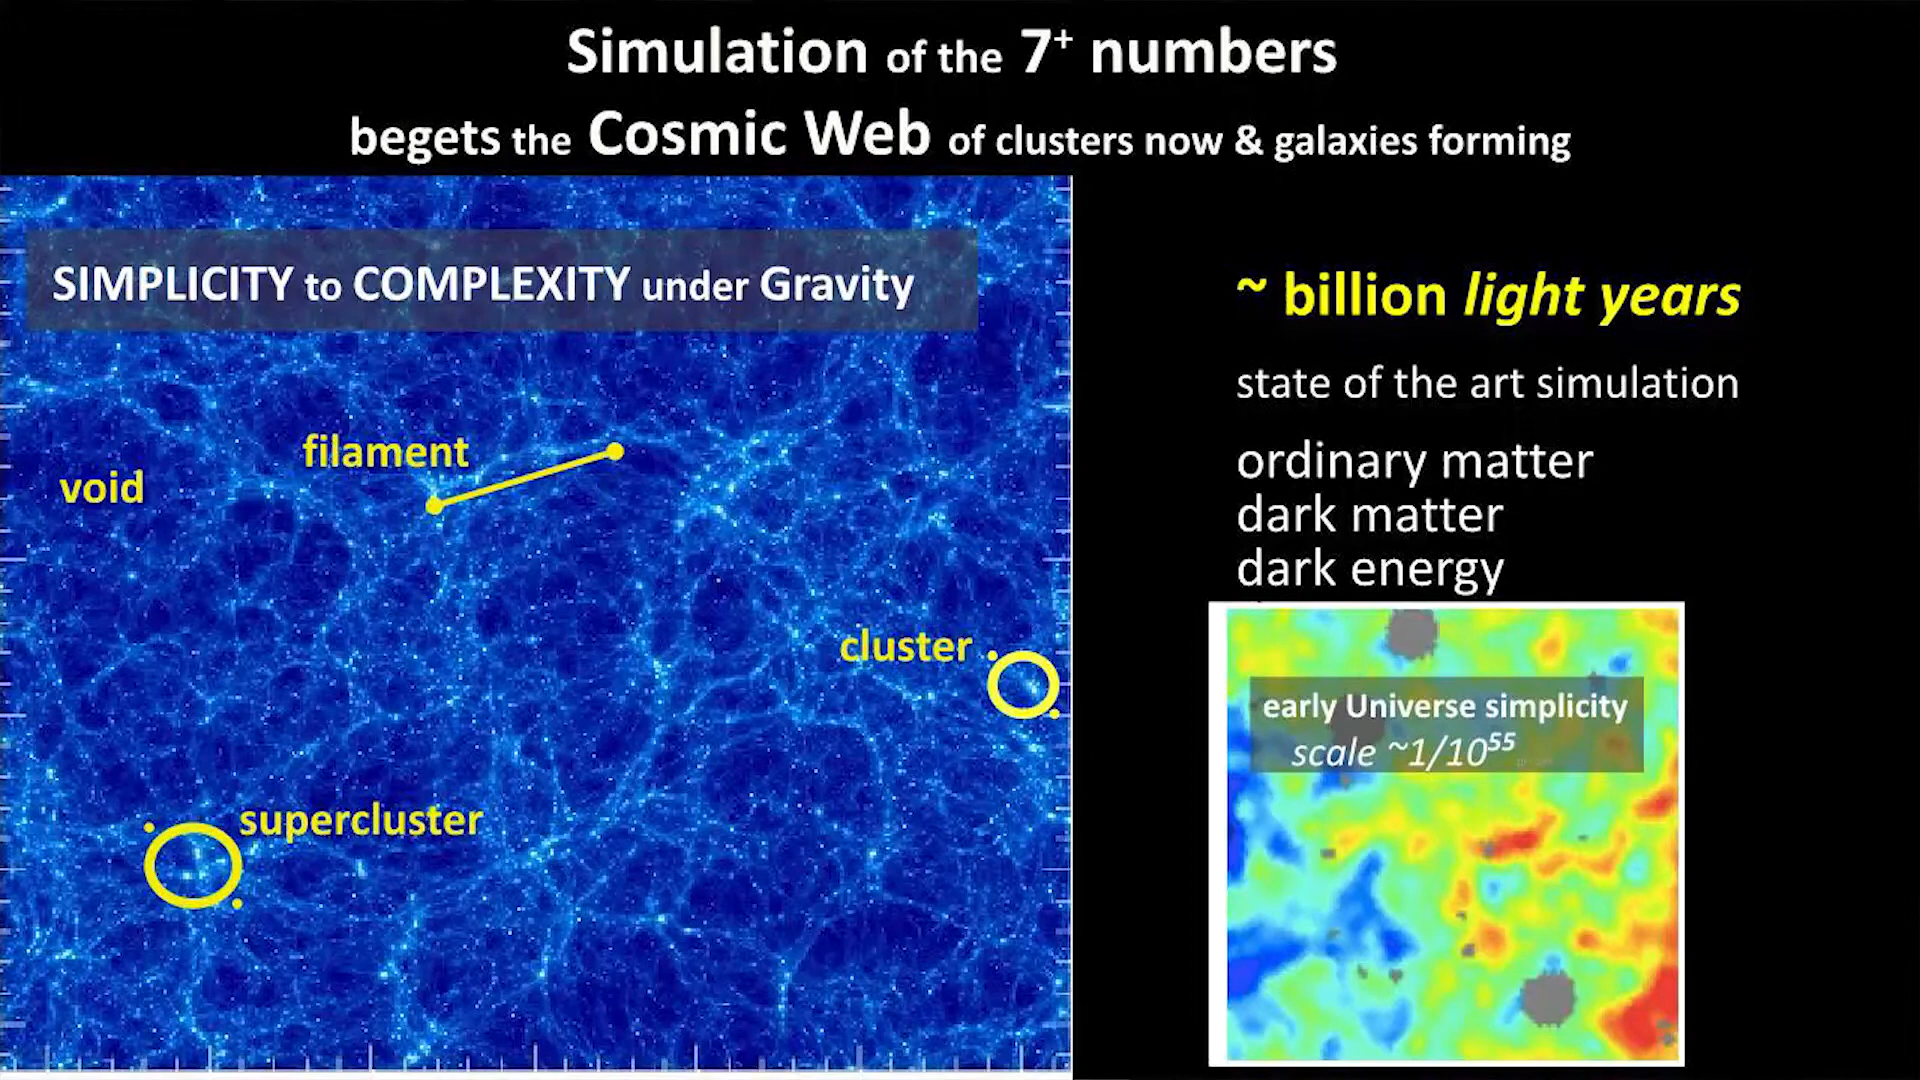 Simulation of the 7+ numbers
begets the Cosmic Web of clusters now & galaxies forming
SIMPLICITY to COMPLEXITY under Gravity
~ billion light years
state of the art simulation
ordinary matter
dark matter
dark energy
filament
void
cluster
supercluster
early Universe simplicity
scale ~1/10⁵⁵